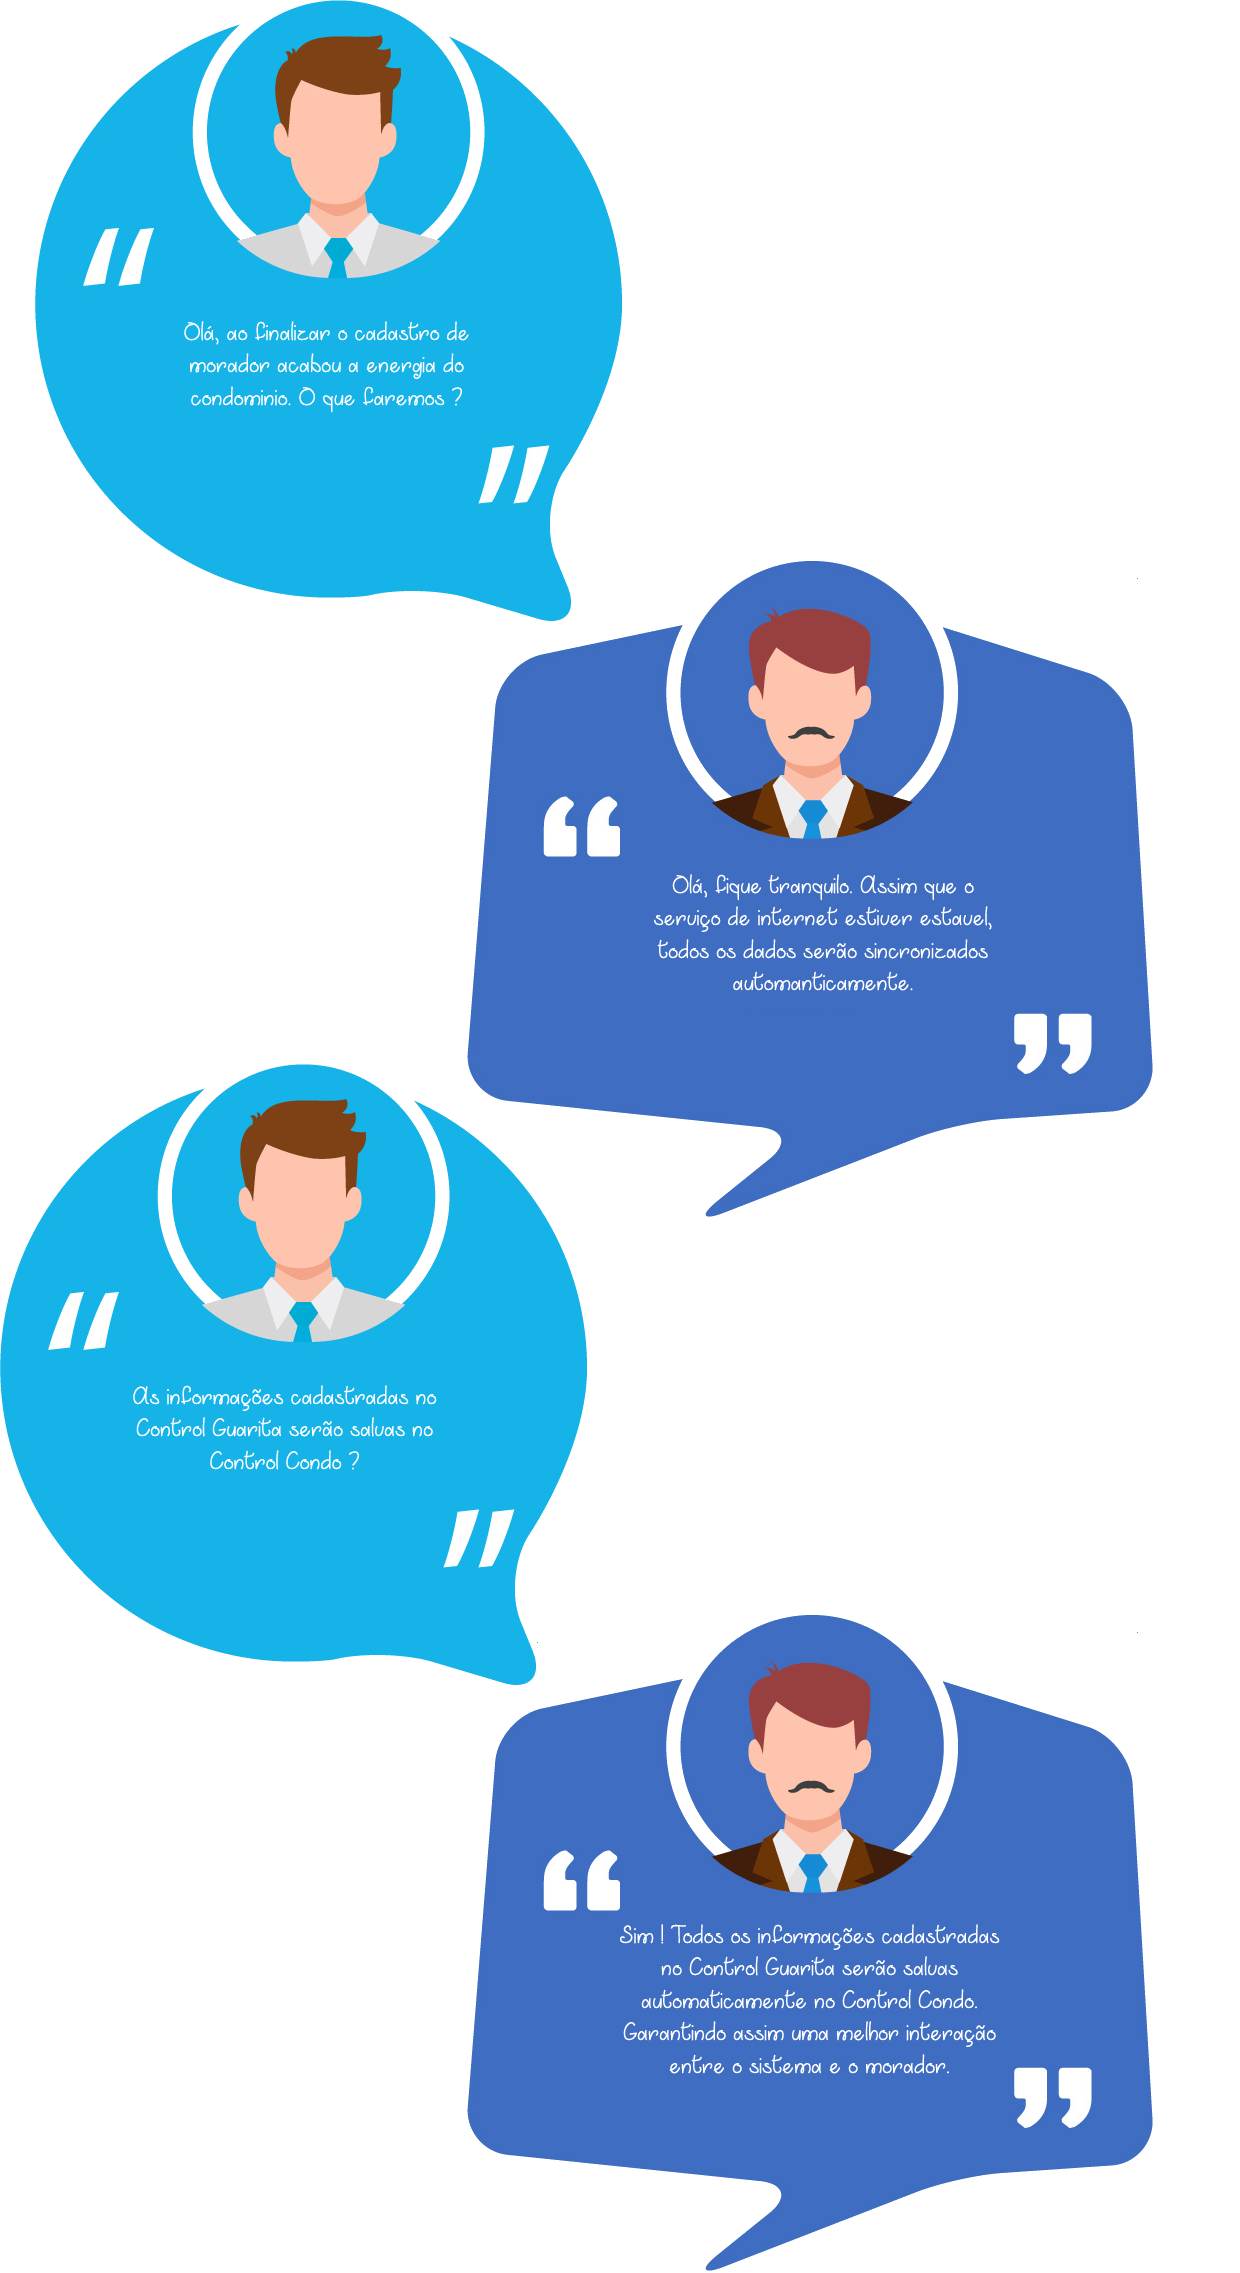 Olá, ao finalizar o cadastro de
morador acabou a energia do
condominio. O que faremos ?
Olá, fique tranquilo. Assim que o
serviço de internet estiver estavel,
todos os dados serão sincronizados
automanticamente.
As informações cadastradas no
Control Guarita serão salvas no
Control Condo ?
Sim ! Todos os informações cadastradas
no Control Guarita serão salvas
automaticamente no Control Condo.
Garantindo assim uma melhor interação
entre o sistema e o morador.